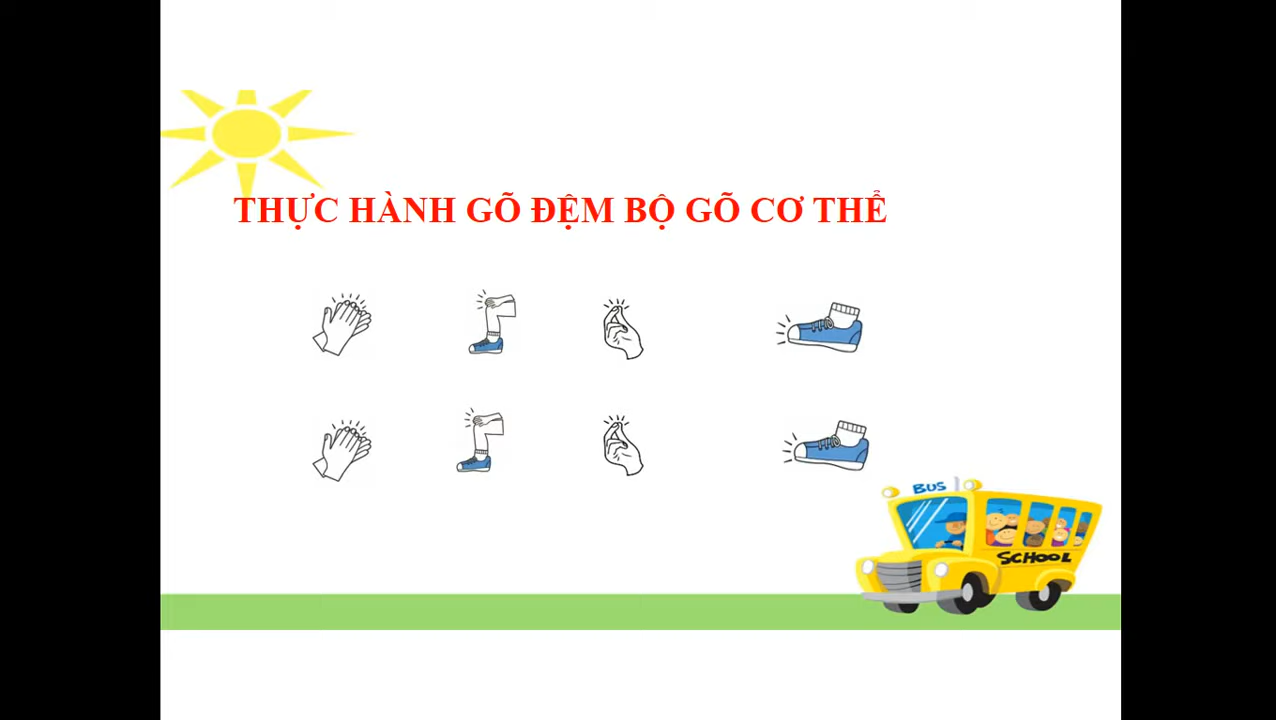 THỰC HÀNH GÕ ĐỆM BỘ GÕ CƠ THỂ
BUS
SCHOOL